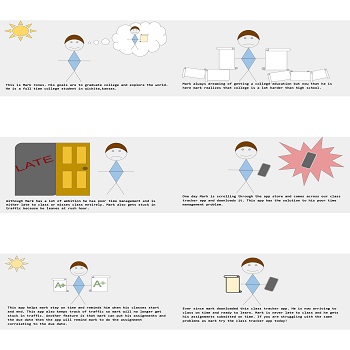 This is Mark Jones. His goals are to graduate college and explore the world.
He is a full time college student in Wichita,Kansas.
Mark always dreaming of getting a college education but now that he is
here mark realizes that college is a lot harder than high school.
LATE
Although Mark has a lot of ambition he has poor time management and is
either late to class or misses class entirely. Mark also gets stuck in
traffic because he leaves at rush hour.
One day Mark is scrolling through the app store and comes across our class
tracker app and downloads it. This app has the solution to his poor time
management problem.
A+
A+
This app helps mark stay on time and reminds him when his classes start
and end. This app also keeps track of traffic so mark will no longer get
stuck in traffic. Another feature is that mark can put his assignments and
the due date then the app will remind mark to do the assignment
correlating to the due date.
Ever since mark downloaded this class tracker app. He is now arriving to
class on time and ready to learn. Mark is never late to class and he gets
his assignments submitted on time. If you are struggling with the same
problems as mark try the class tracker app today!